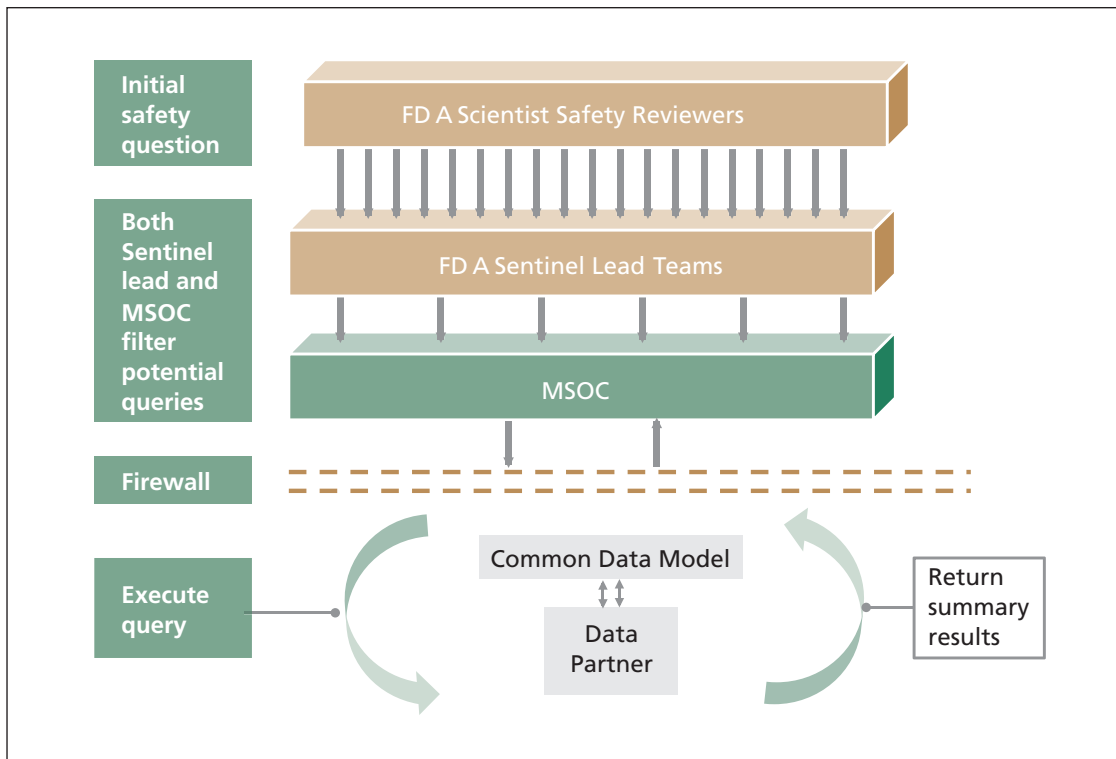 Initial
safety
question
FD A Scientist Safety Reviewers
Both
Sentinel
lead and
MSOC
filter
potential
queries
FD A Sentinel Lead Teams
MSOC
Firewall
Execute
query
Common Data Model
Data
Partner
Return
summary
results